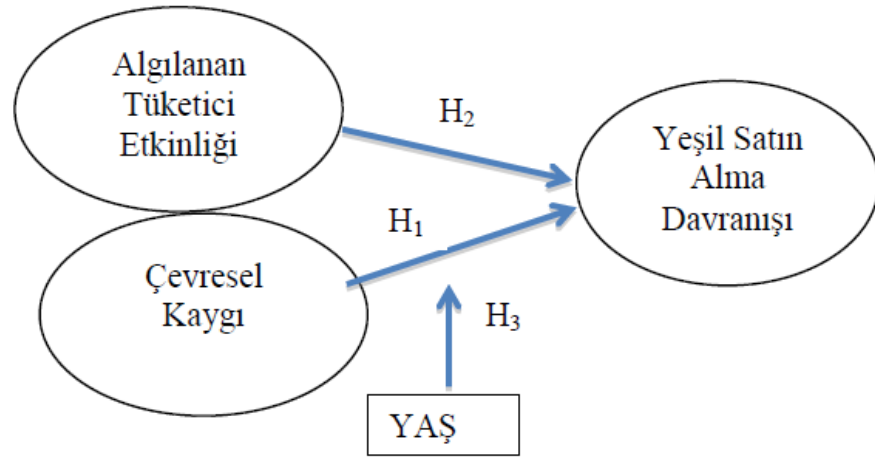 Algılanan
Tüketici
Etkinliği
H2
Yeşil Satın
Alma
Davranışı
H1
Çevresel
Kaygı
H3
YAŞ